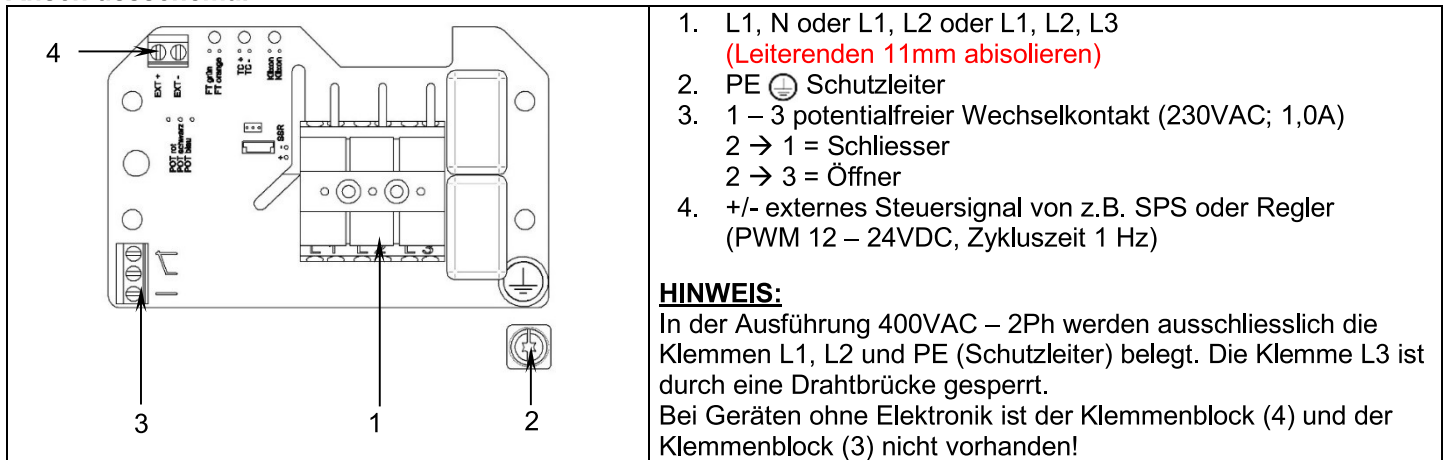 4
EXT +
EXT -
FT grün
FT orange
TC +
TC -
Klixon
Klixon
POT rot
POT schwarz
POT blau
SSR
+ -
L 1 L 2 L 3
3
1
2
1. L1, N oder L1, L2 oder L1, L2, L3
(Leiterenden 11mm abisolieren)
2. PE Schutzleiter
3. 1 – 3 potentialfreier Wechselkontakt (230VAC; 1,0A)
2 → 1 = Schliesser
2 → 3 = Öffner
4. +/- externes Steuersignal von z.B. SPS oder Regler
(PWM 12 – 24VDC, Zykluszeit 1 Hz)
HINWEIS:
In der Ausführung 400VAC – 2Ph werden ausschliesslich die
Klemmen L1, L2 und PE (Schutzleiter) belegt. Die Klemme L3 ist
durch eine Drahtbrücke gesperrt.
Bei Geräten ohne Elektronik ist der Klemmenblock (4) und der
Klemmenblock (3) nicht vorhanden!